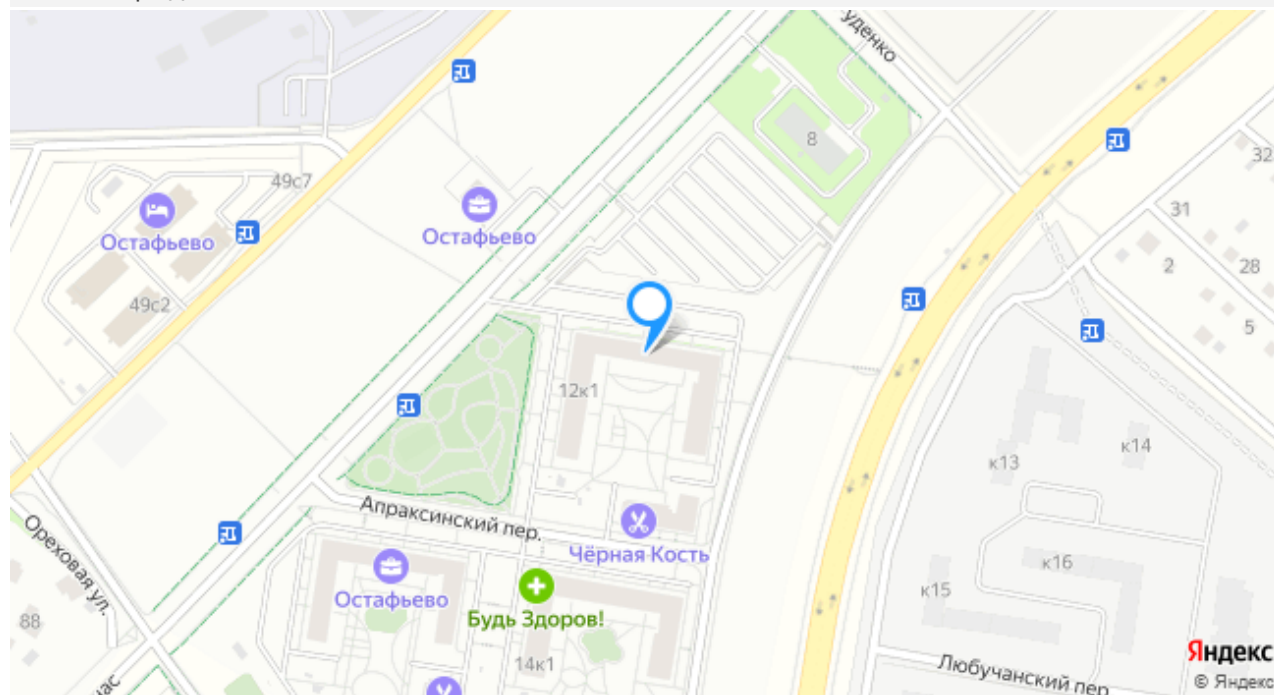 уденко
8
32
49с7
31
Остафьево
Остафьево
2
28
49с2
5
12к1
к14
к13
Апраксинский пер.
Чёрная Кость
Ореховая ул.
к16
Остафьево
к15
88
Будь Здоров!
14к1
Яндекс
Любучанский пер
© Яндекс
нас